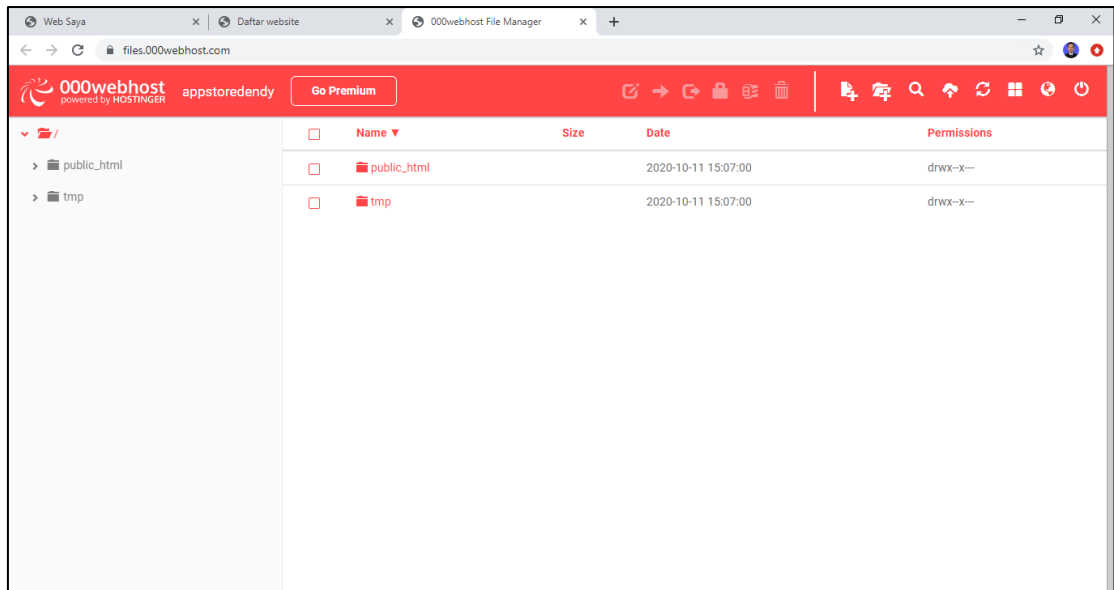 Web Saya
Daftar website
000webhost File Manager
files.000webhost.com
000webhost
powered by HOSTINGER
appstoredendy
Go Premium
/
public_html
tmp
Name ▼ Size Date Permissions
public_html 2020-10-11 15:07:00 drwx--x---
tmp 2020-10-11 15:07:00 drwx--x---